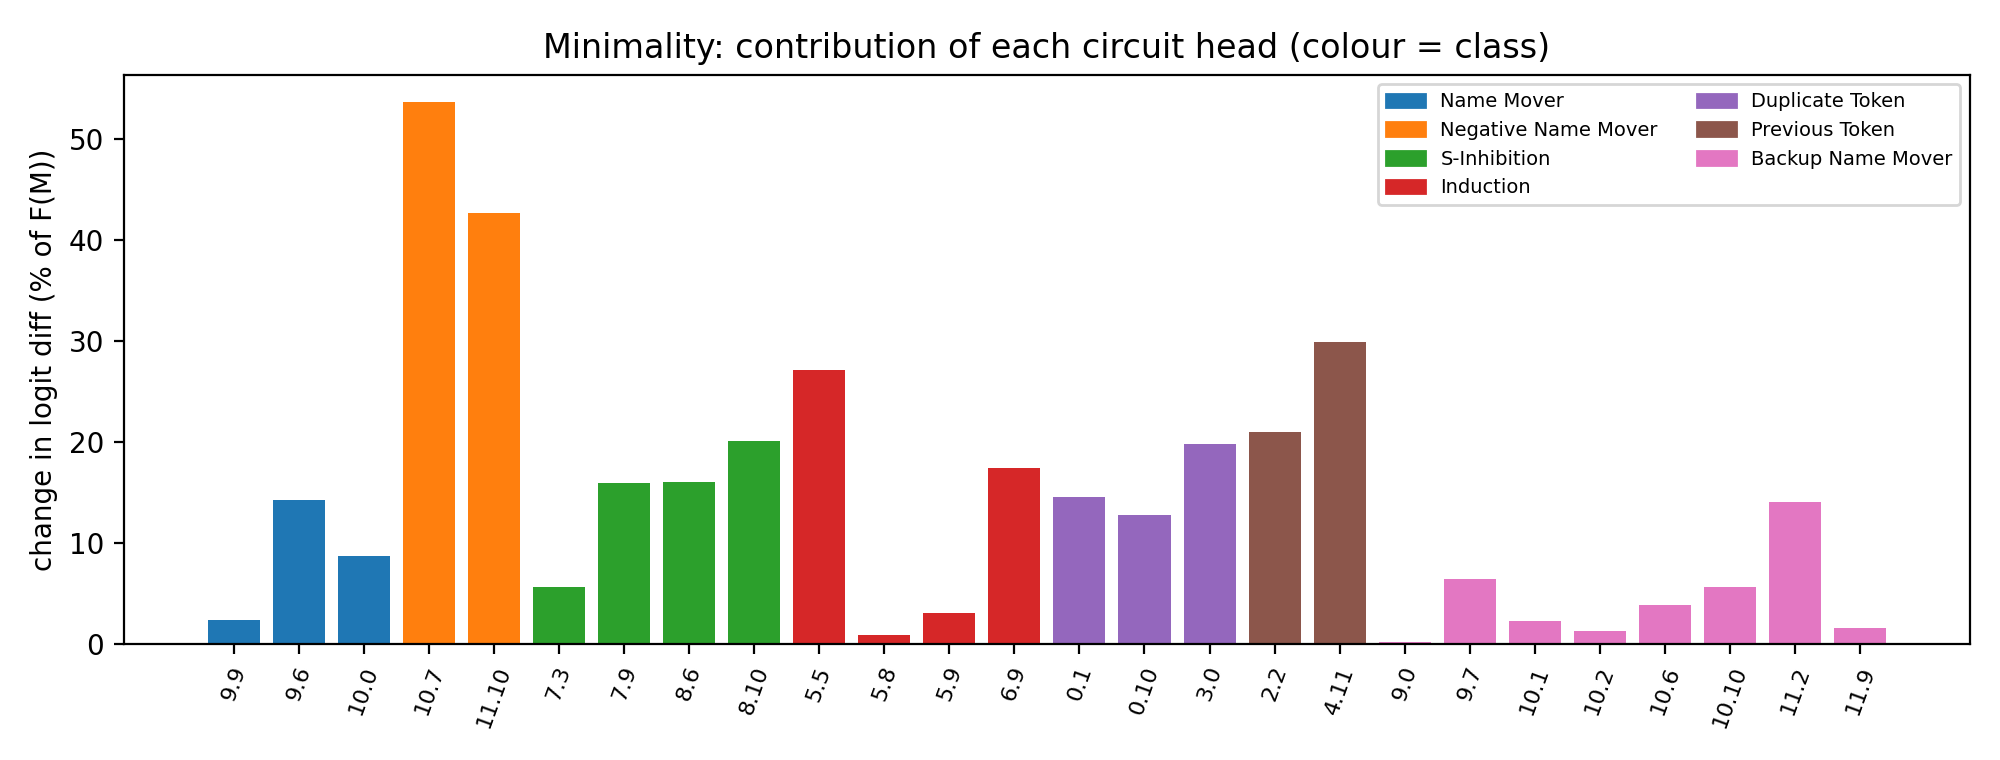 Minimality: contribution of each circuit head (colour = class)
change in logit diff (% of F(M))
50
40
30
20
10
0
Name Mover
Negative Name Mover
S-Inhibition
Induction
Duplicate Token
Previous Token
Backup Name Mover
9.9 9.6 10.0 10.7 11.10 7.3 7.9 8.6 8.10 5.5 5.8 5.9 6.9 0.1 0.10 3.0 2.2 4.11 9.0 9.7 10.1 10.2 10.6 10.10 11.2 11.9